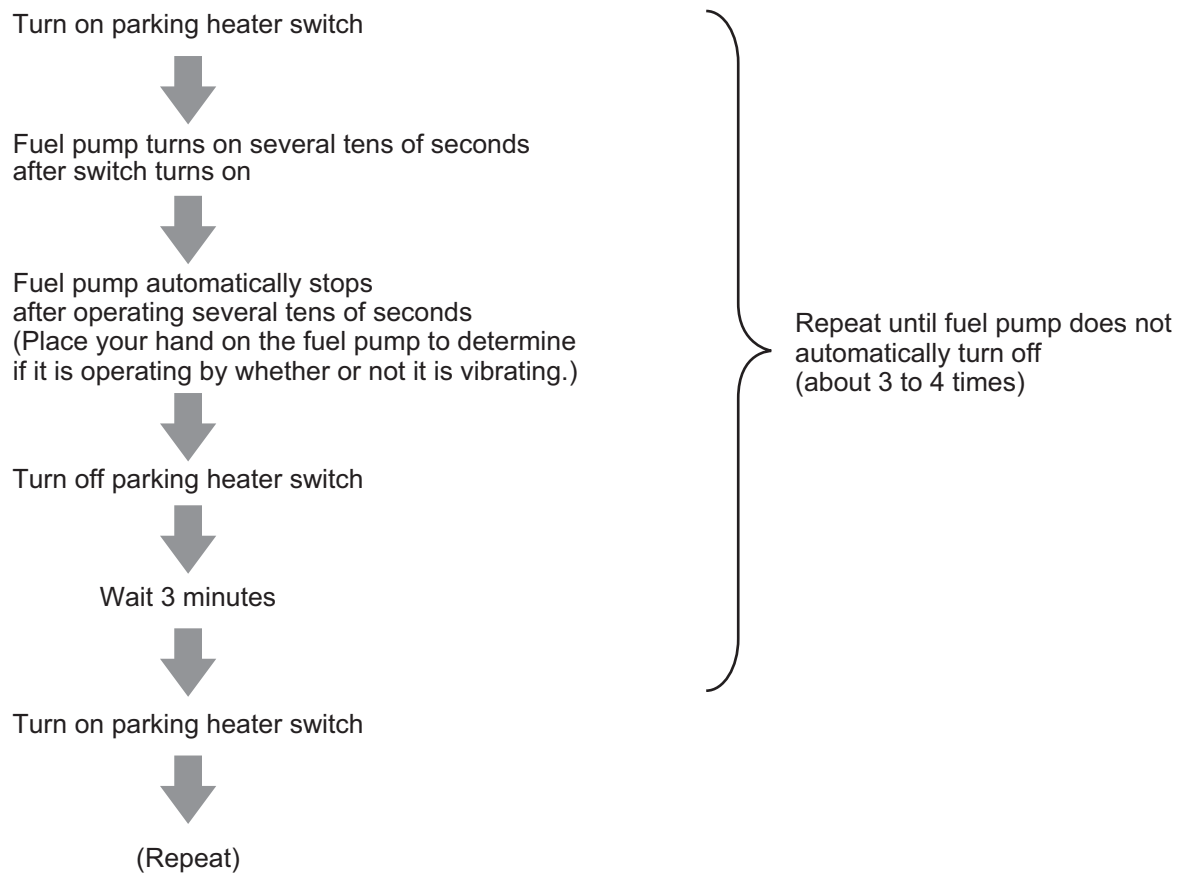 Turn on parking heater switch
Fuel pump turns on several tens of seconds
after switch turns on
Fuel pump automatically stops
after operating several tens of seconds
(Place your hand on the fuel pump to determine
if it is operating by whether or not it is vibrating.)
Turn off parking heater switch
Wait 3 minutes
Turn on parking heater switch
(Repeat)
Repeat until fuel pump does not
automatically turn off
(about 3 to 4 times)